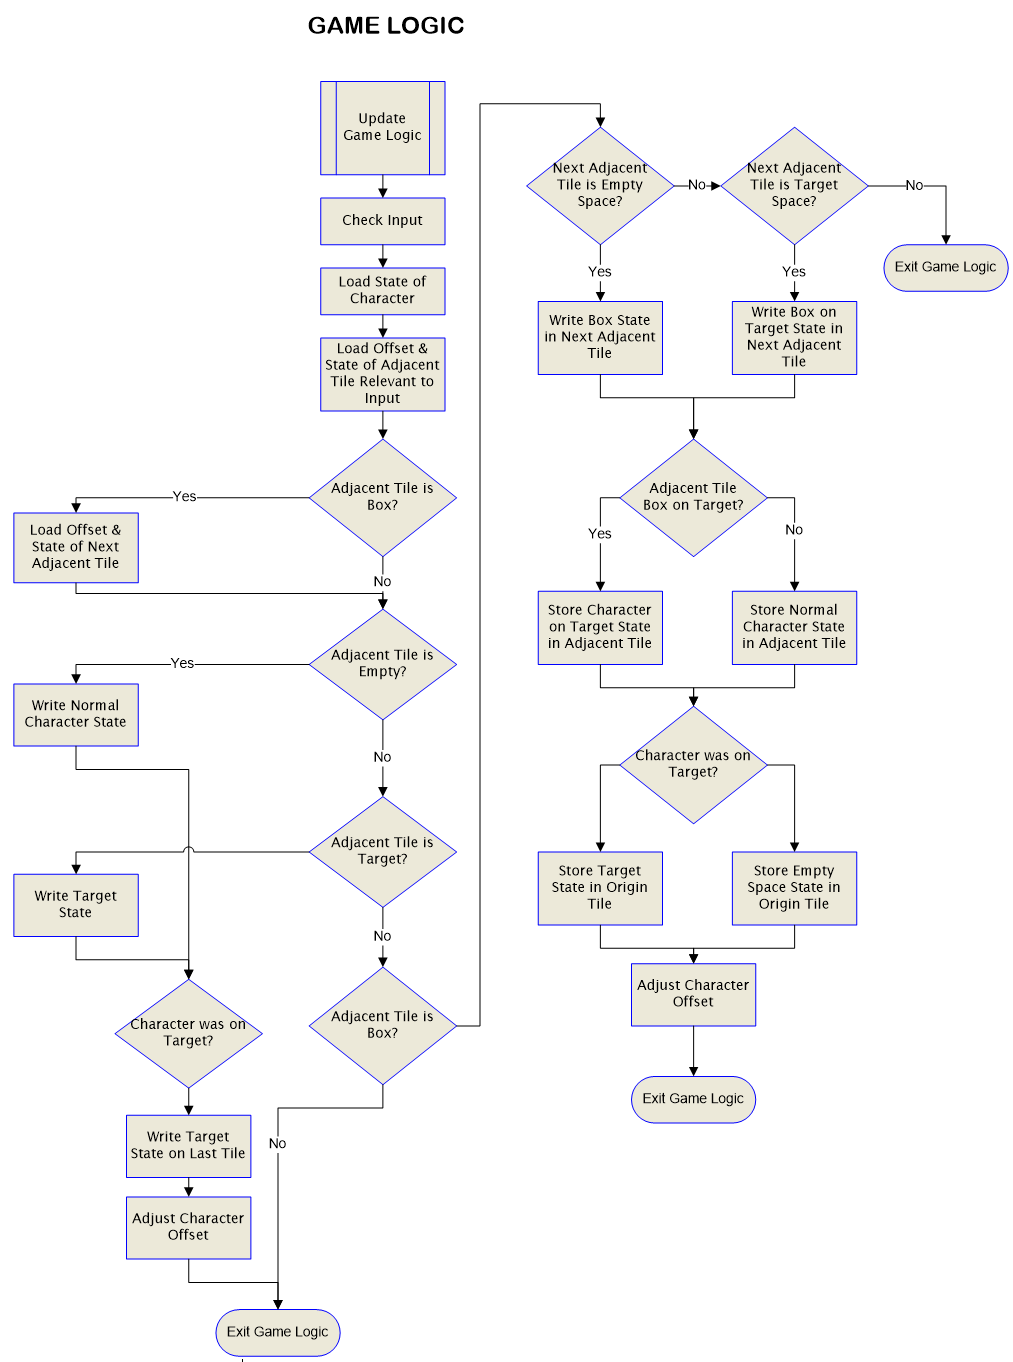 GAME LOGIC
Update
Game Logic
Check Input
Load State of
Character
Load Offset &
State of Adjacent
Tile Relevant to
Input
Adjacent Tile is
Box?
Yes
Load Offset &
State of Next
Adjacent Tile
No
Adjacent Tile is
Empty?
Yes
Write Normal
Character State
No
Adjacent Tile is
Target?
Write Target
State
No
Adjacent Tile is
Box?
Character was on
Target?
Write Target
State on Last Tile
No
Adjust Character
Offset
Exit Game Logic
Next Adjacent
Tile is Empty
Space?
No
Next Adjacent
Tile is Target
Space?
No
Exit Game Logic
Yes
Yes
Write Box State
in Next Adjacent
Tile
Write Box on
Target State in
Next Adjacent
Tile
Adjacent Tile
Box on Target?
Yes
No
Store Character
on Target State
in Adjacent Tile
Store Normal
Character State
in Adjacent Tile
Character was on
Target?
Store Target
State in Origin
Tile
Store Empty
Space State in
Origin Tile
Adjust Character
Offset
Exit Game Logic